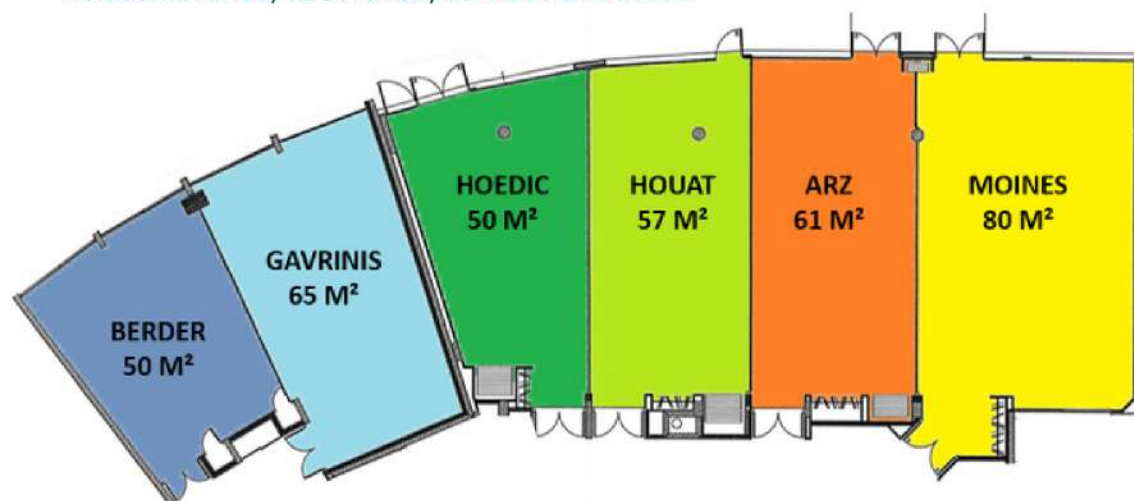 BERDER
50 M²
GAVRINIS
65 M²
HOEDIC
50 M²
HOUAT
57 M²
ARZ
61 M²
MOINES
80 M²